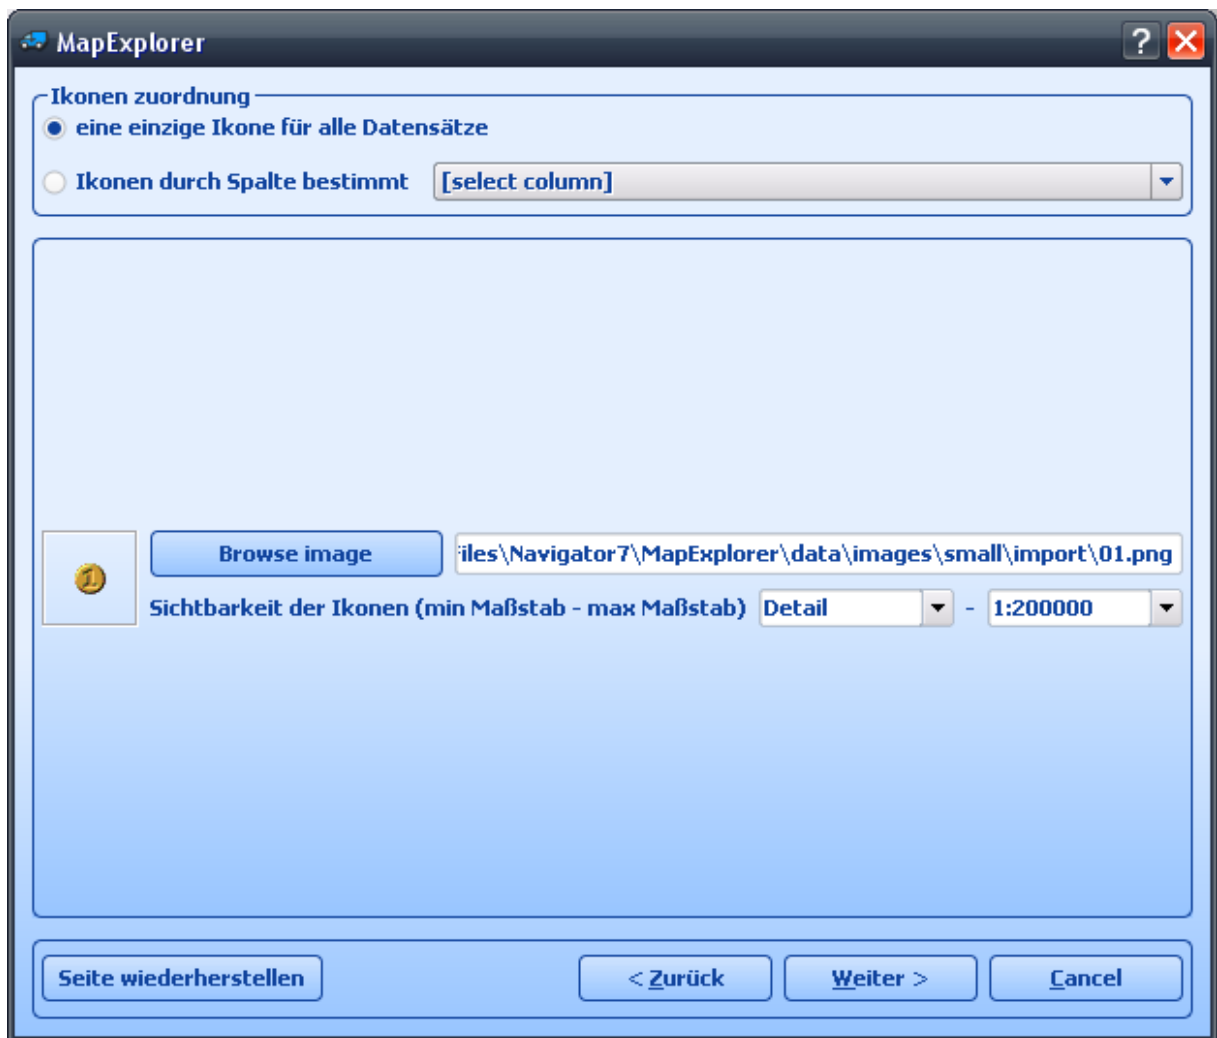 MapExplorer
Ikonen zuordnung
eine einzige Ikone für alle Datensätze
Ikonen durch Spalte bestimmt [select column]
Browse image iles\Navigator7\MapExplorer\data\images\small\import\01.png
Sichtbarkeit der Ikonen (min Maßstab - max Maßstab) Detail - 1:200000
Seite wiederherstellen < Zurück Weiter > Cancel